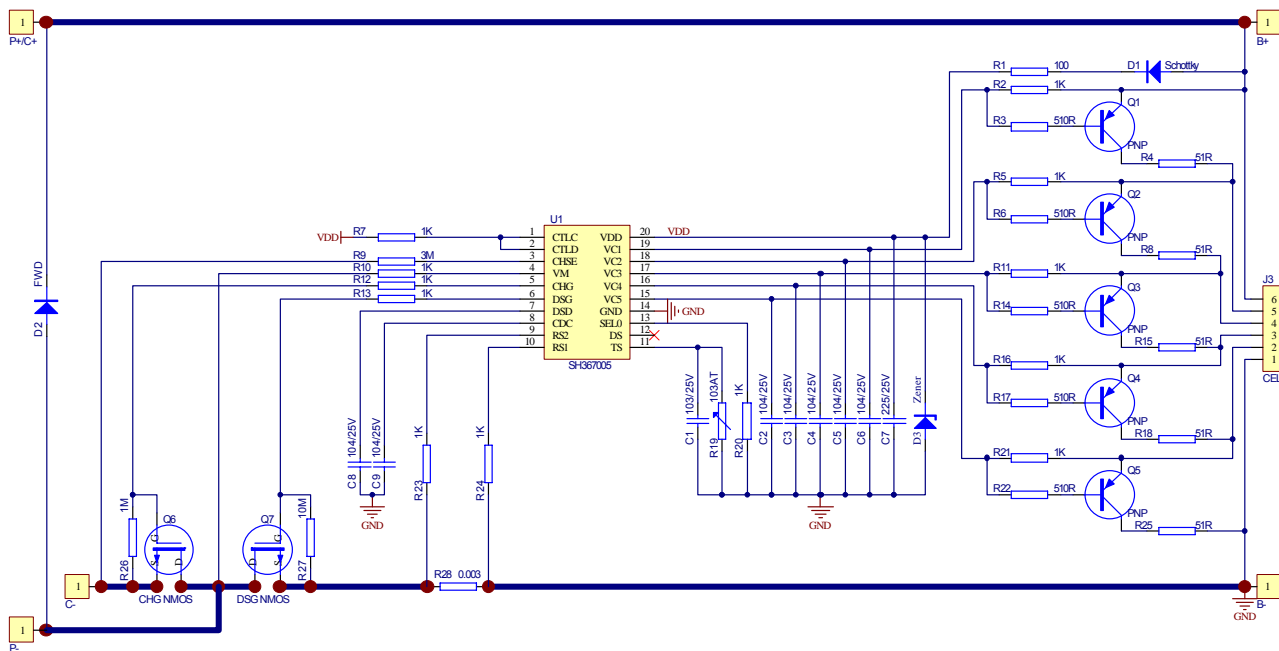 1
P+/C+
1
B+
R1 100 D1 Schottky
R2 1K
Q1
R3 510R
PNP
R4 51R
R5 1K
Q2
R6 510R
PNP
R8 51R
U1
R7 1K
VDD
1 CTLC VDD 20 VDD
2 CTLD VC1 19
R9 3M 3 CHSE VC2 18
R10 1K 4 VM VC3 17 R11 1K
R12 1K 5 CHG VC4 16
R13 1K 6 DSG VC5 15
7 DSD GND 14 GND
8 CDC SEL0 13
9 RS2 DS 12
10 RS1 TS 11
SH367005
FWD
D2
Q3
R14 510R
PNP
R15 51R
J3
6
5
4
3
2
1
CEL
R16 1K
Q4
R17 510R
PNP
R18 51R
R21 1K
Q5
R22 510R
PNP
R25 51R
C8 104/25V
C9 104/25V
GND
R23 1K
R24 1K
C1 103/25V
R19 103AT
R20 1K
C2 104/25V
C3 104/25V
C4 104/25V
C5 104/25V
C6 104/25V
C7 225/25V
D3 Zener
GND
1M
R26
Q6
G
S
D
CHG NMOS
Q7
G
D
S
DSG NMOS
10M
R27
R28 0.003
1
C-
1
B-
GND
1
P-